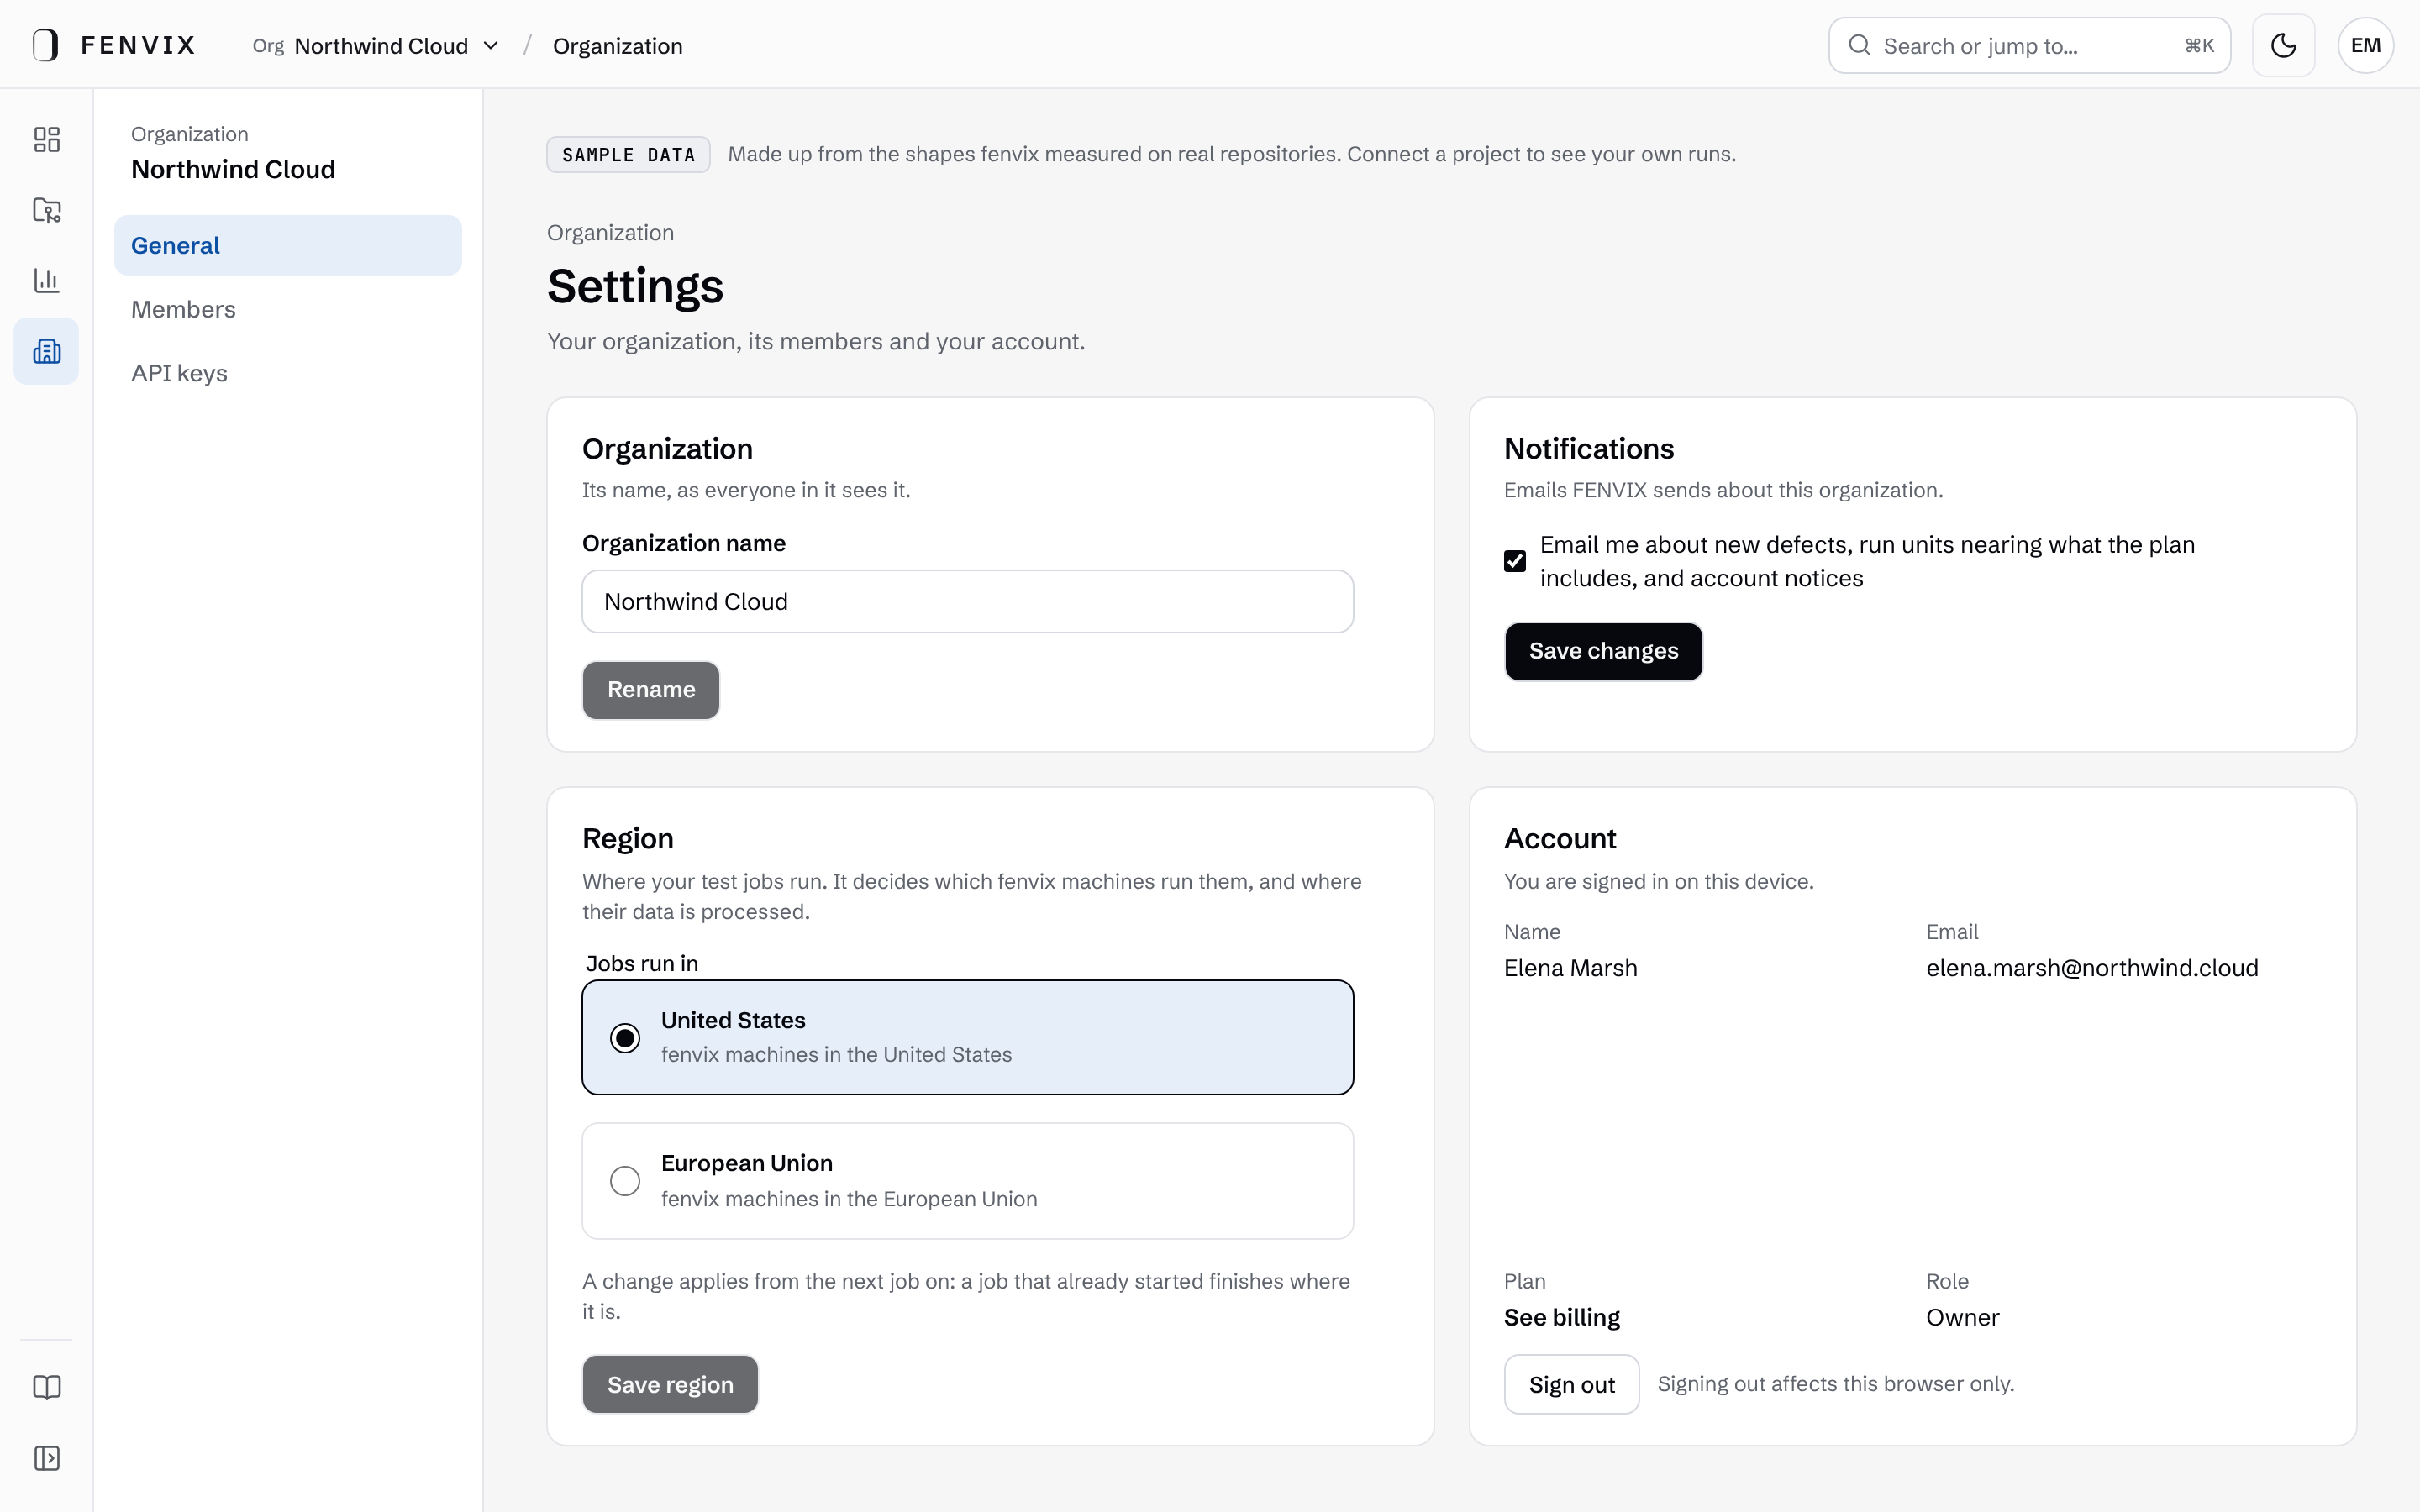 FENVIX
Org Northwind Cloud / Organization
Search or jump to... ⌘K
EM
Organization
Northwind Cloud
General
Members
API keys
SAMPLE DATA Made up from the shapes fenvix measured on real repositories. Connect a project to see your own runs.
Organization
Settings
Your organization, its members and your account.
Organization
Its name, as everyone in it sees it.
Organization name
Northwind Cloud
Rename
Notifications
Emails FENVIX sends about this organization.
Email me about new defects, run units nearing what the plan
includes, and account notices
Save changes
Region
Where your test jobs run. It decides which fenvix machines run them, and where
their data is processed.
Jobs run in
United States
fenvix machines in the United States
European Union
fenvix machines in the European Union
A change applies from the next job on: a job that already started finishes where
it is.
Save region
Account
You are signed in on this device.
Name
Elena Marsh
Email
elena.marsh@northwind.cloud
Plan
See billing
Role
Owner
Sign out
Signing out affects this browser only.